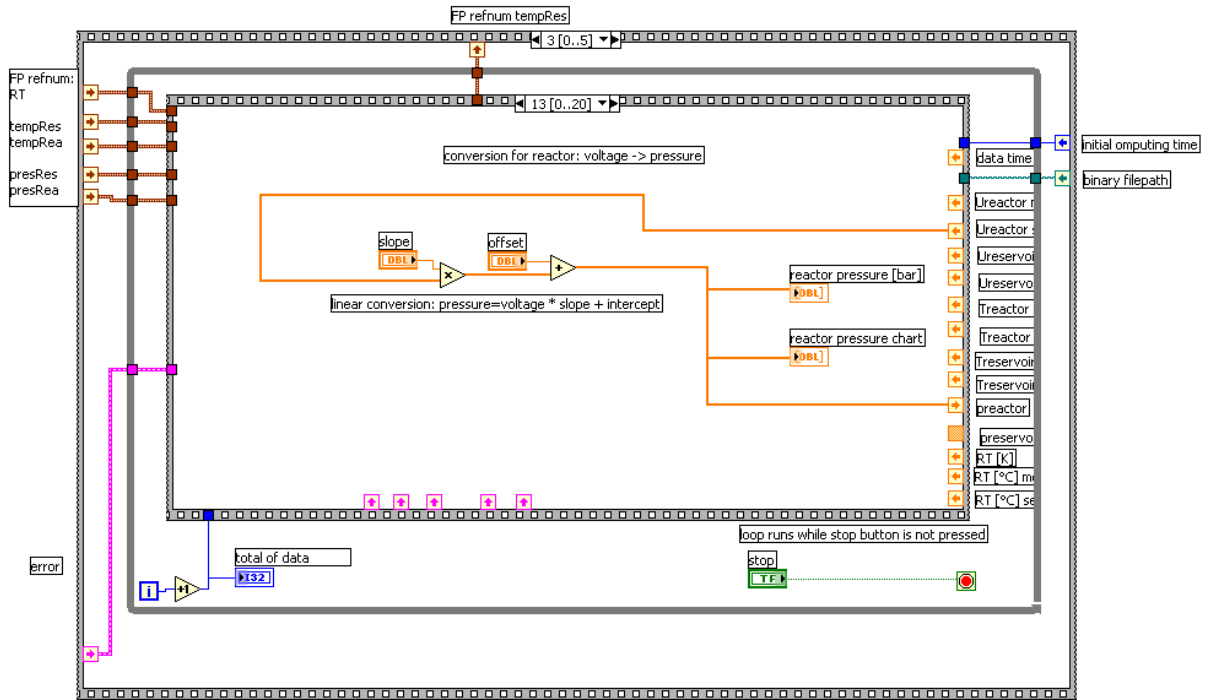 FP refnum tempRes
3 [0..5]
FP refnum:
RT
tempRes
tempRea
presRes
presRea
13 [0..20]
conversion for reactor: voltage -> pressure
initial omputing time
data time
binary filepath
Ureactor
Ureactor s
slope
DBL
offset
DBL
x
+
linear conversion: pressure=voltage * slope + intercept
reactor pressure [bar]
DBL
reactor pressure chart
DBL
Ureservoi
Ureservo
Treactor
Treactor
Treservoir
Treservoir
preactor
preservo
RT [K]
RT [°C] me
RT [°C] se
loop runs while stop button is not pressed
error
total of data
I32
i
+1
stop
TF